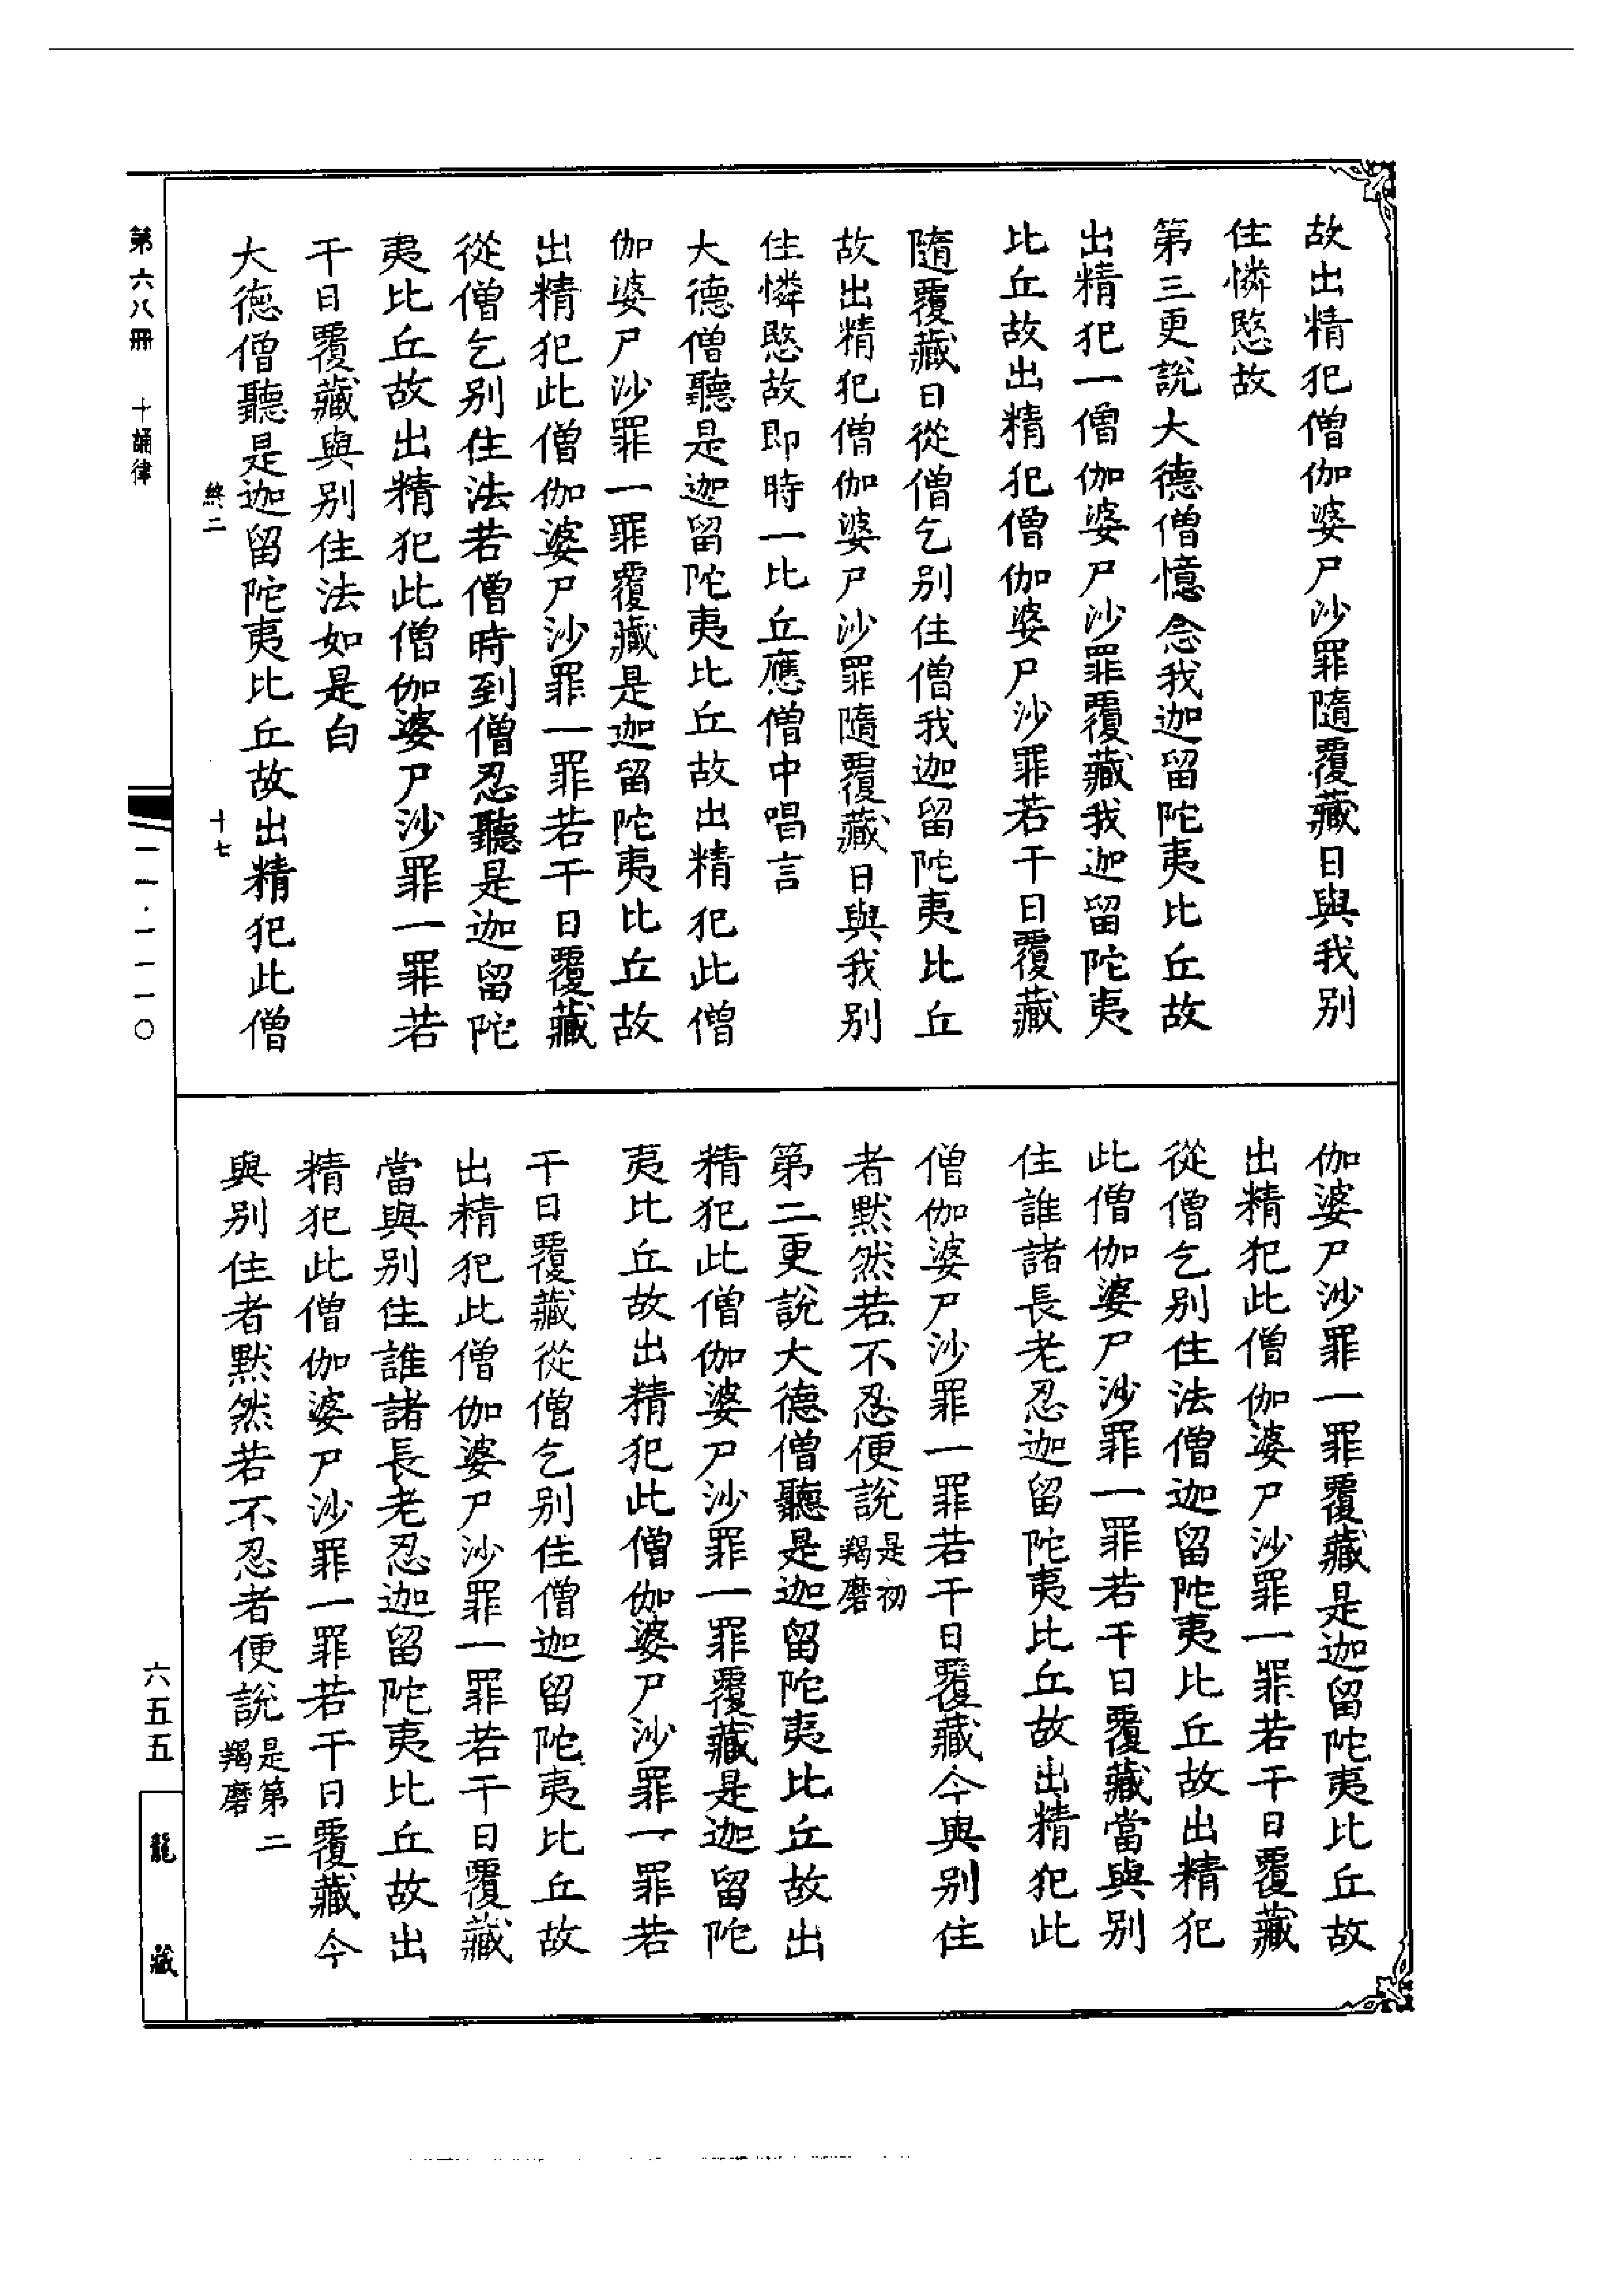 故出精犯僧伽婆尸沙罪隨覆藏日與我別
住憐愍故
第三更說大德僧憶念我迦留陀夷比丘故
出精犯一僧伽婆尸沙罪覆藏我迦留陀夷
比丘故出精犯僧伽婆尸沙罪若干日覆藏
隨覆藏日從僧乞別住僧我迦留陀夷比丘
故出精犯僧伽婆尸沙罪隨覆藏日與我別
住憐愍故即時一比丘應僧中唱言
大德僧聽是迦留陀夷比丘故出精犯此僧
伽婆尸沙罪一罪覆藏是迦留陀夷比丘故
出精犯此僧伽婆尸沙罪一罪若干日覆藏
從僧乞別住法若僧時到僧忍聽是迦留陀
夷比丘故出精犯此僧伽婆尸沙罪一罪若
干日覆藏與別住法如是白
大德僧聽是迦留陀夷比丘故出精犯此僧
伽婆尸沙罪一罪覆藏是迦留陀夷比丘故
出精犯此僧伽婆尸沙罪一罪若干日覆藏
從僧乞別住法僧迦留陀夷比丘故出精犯
此僧伽婆尸沙罪一罪若干日覆藏當與別
住誰諸長老忍迦留陀夷比丘故出精犯此
僧伽婆尸沙罪一罪若干日覆藏今與別住
者默然若不忍便說是初羯磨
第二更說大德僧聽是迦留陀夷比丘故出
精犯此僧伽婆尸沙罪一罪覆藏是迦留陀
夷比丘故出精犯此僧伽婆尸沙罪一罪若
干日覆藏從僧乞別住僧迦留陀夷比丘故
出精犯此僧伽婆尸沙罪一罪若干日覆藏
當與別住誰諸長老忍迦留陀夷比丘故出
精犯此僧伽婆尸沙罪一罪若干日覆藏今
與別住者默然若不忍者便說是第二羯磨
終二
十七
第六八冊
十誦律
一一·一一一〇
六五五
龍藏